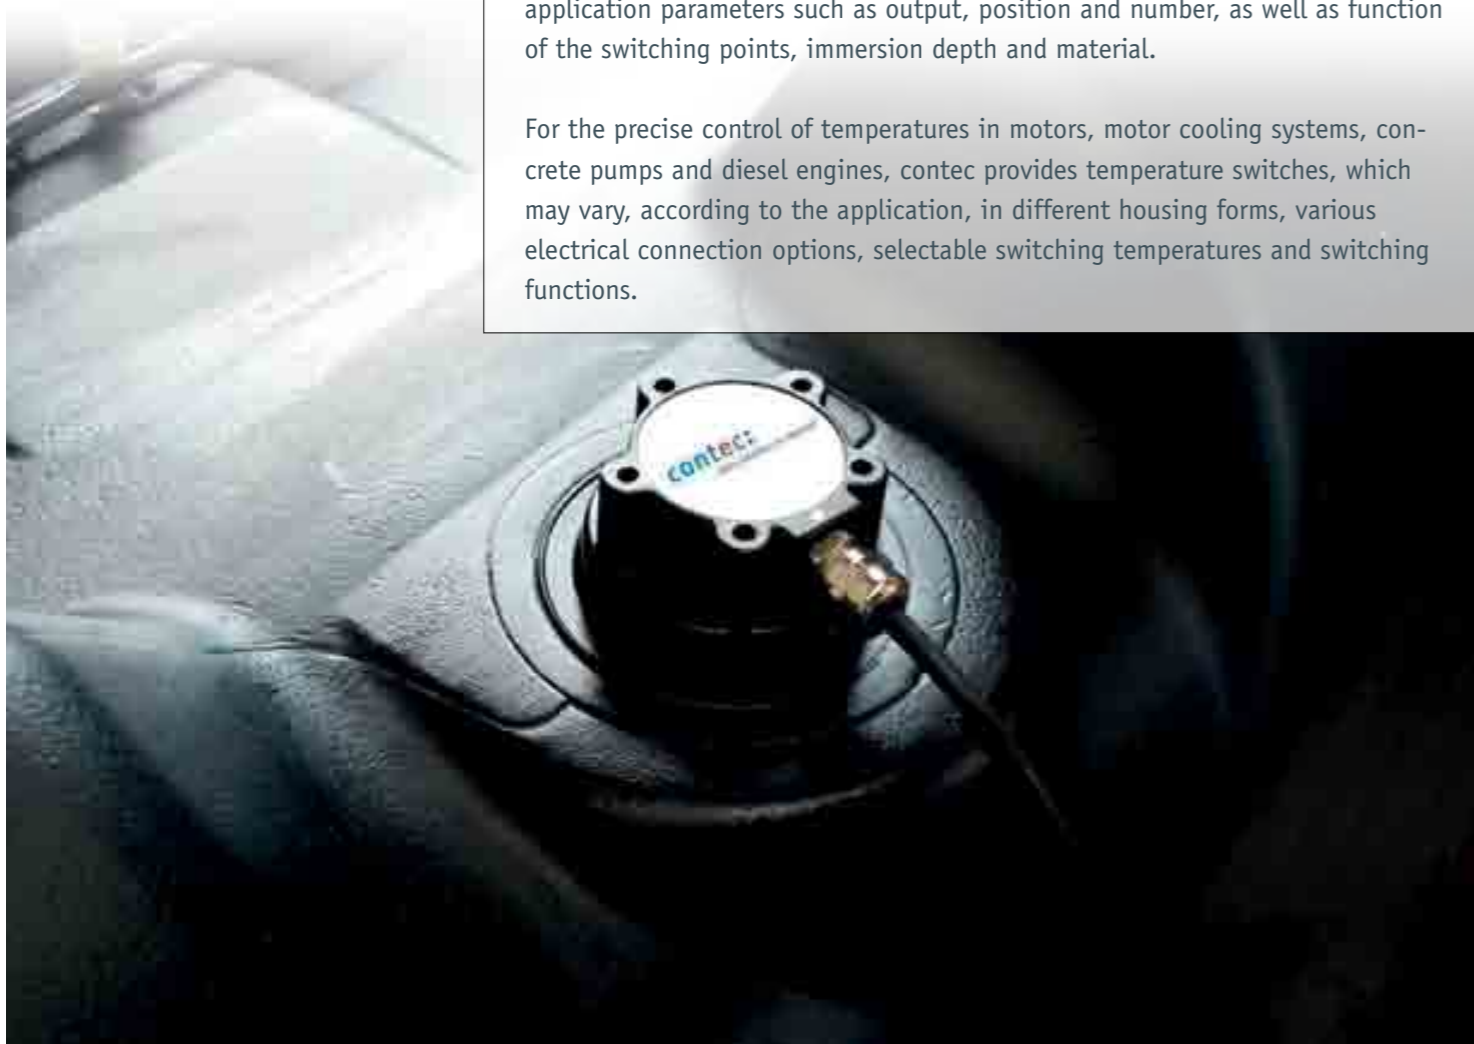 application parameters such as output, position and number, as well as function
of the switching points, immersion depth and material.
For the precise control of temperatures in motors, motor cooling systems, con-
crete pumps and diesel engines, contec provides temperature switches, which
may vary, according to the application, in different housing forms, various
electrical connection options, selectable switching temperatures and switching
functions.
contec: